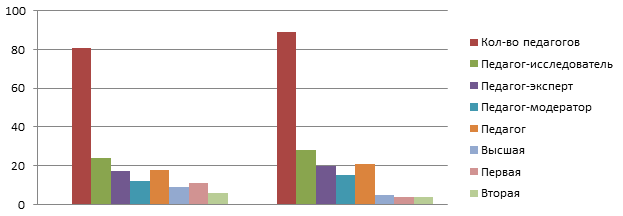 100
80
60
40
20
0
Кол-во педагогов
Педагог-исследователь
Педагог-эксперт
Педагог-модератор
Педагог
Высшая
Первая
Вторая